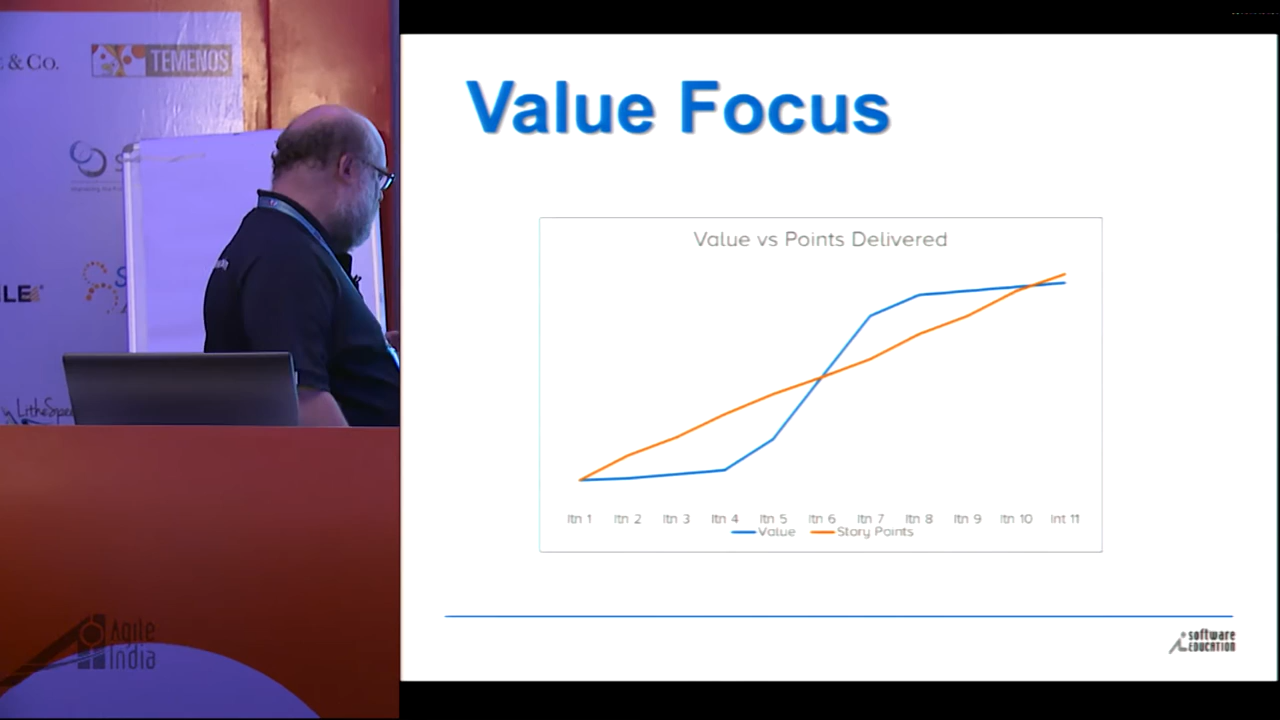 & Co.
TEMENOS
Value Focus
Value vs Points Delivered
Itn 1 Itn 2 Itn 3 Itn 4 Itn 5 Itn 6 Itn 7 Itn 8 Itn 9 Itn 10 Int 11
Value Story Points
software
EDUCATION
Agile
India